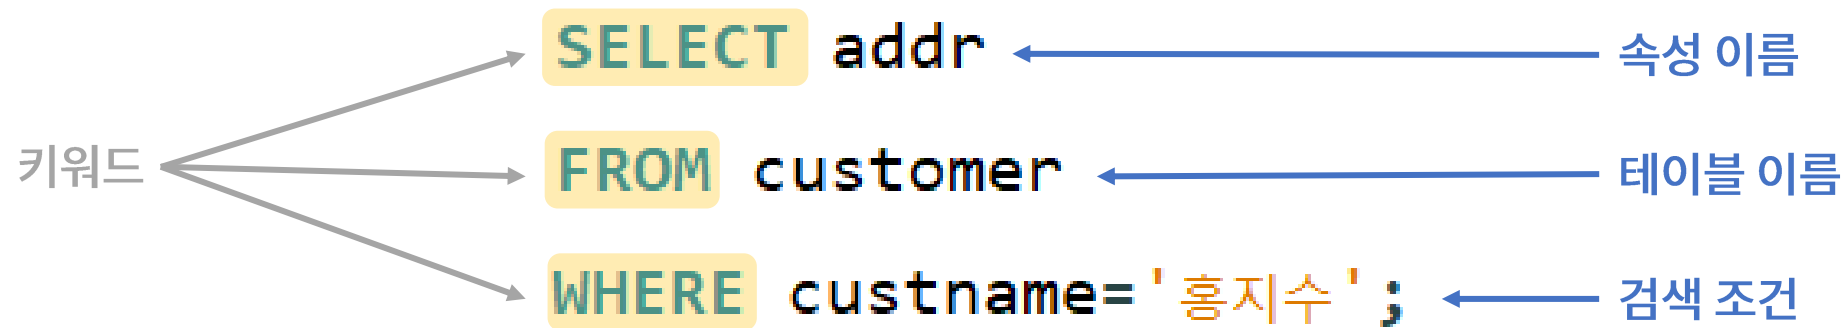 SELECT addr
속성 이름
키워드
FROM customer
테이블 이름
WHERE custname='홍지수';
검색 조건